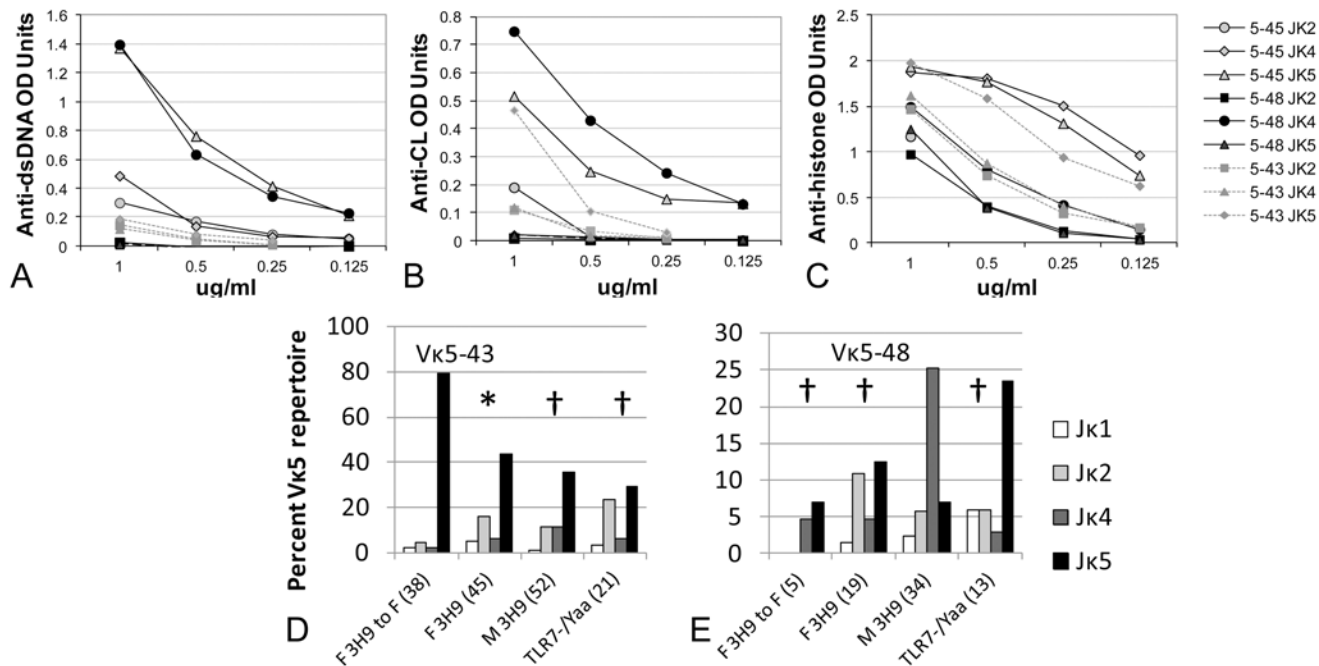 Anti-dsDNA OD Units
1.6
1.4
1.2
1
0.8
0.6
0.4
0.2
0
1 0.5 0.25 0.125
ug/ml
A
Anti-CL OD Units
0.8
0.7
0.6
0.5
0.4
0.3
0.2
0.1
0
1 0.5 0.25 0.125
ug/ml
B
Anti-histone OD Units
2.5
2
1.5
1
0.5
0
1 0.5 0.25 0.125
ug/ml
C
5-45 JK2
5-45 JK4
5-45 JK5
5-48 JK2
5-48 JK4
5-48 JK5
5-43 JK2
5-43 JK4
5-43 JK5
Percent Vκ5 repertoire
100
80
60
40
20
0
Vκ5-43
* † †
F 3H9 to F (38)
F 3H9 (45)
M 3H9 (52)
TLR7-/Yaa (21)
D
30
25
20
15
10
5
0
Vκ5-48
† † †
F 3H9 to F (5)
F 3H9 (19)
M 3H9 (34)
TLR7-/Yaa (13)
E
Jκ1
Jκ2
Jκ4
Jκ5